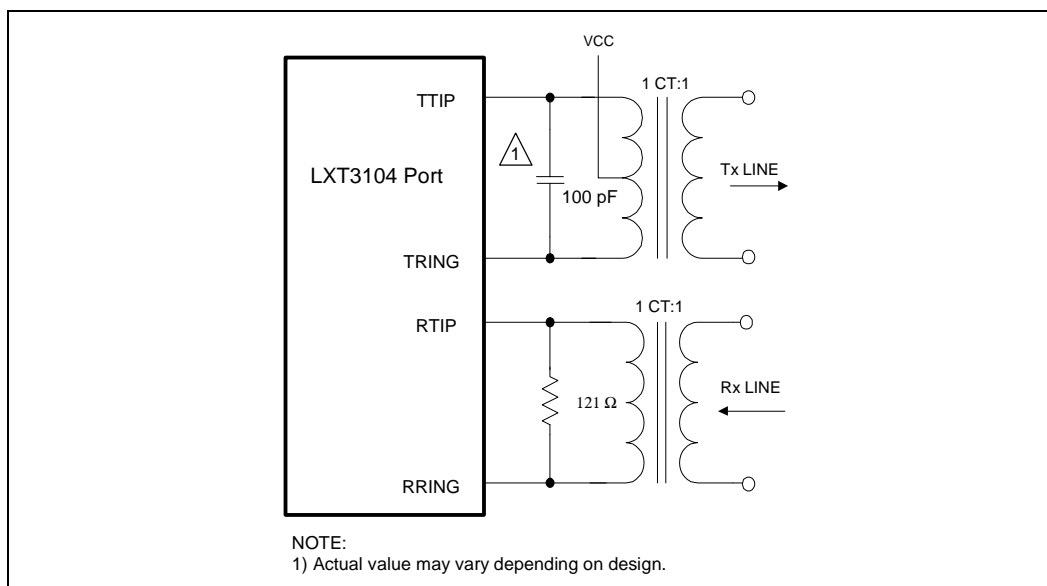 VCC
1 CT:1
TTIP
1
LXT3104 Port
Tx LINE
100 pF
TRING
1 CT:1
RTIP
121 Ω
Rx LINE
RRING
NOTE:
1) Actual value may vary depending on design.